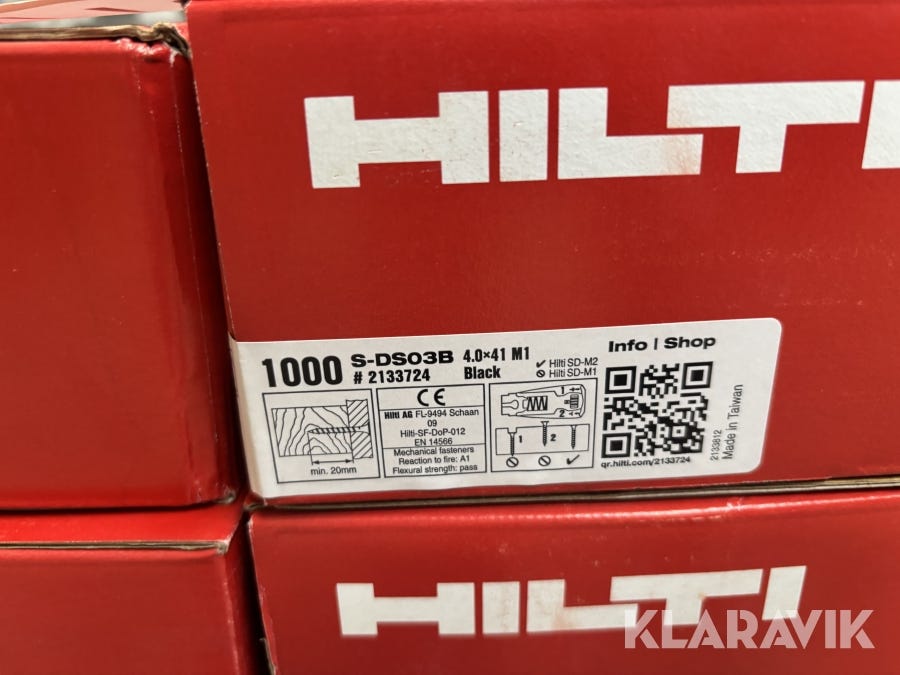 HILTI
1000 S-DS03B 4.0×41 M1
# 2133724 Black
✓ Hilti SD-M2
⊘ Hilti SD-M1
Info | Shop
min. 20mm
CE
Hilti AG FL-9494 Schaan
09
Hilti-SF-DoP-012
EN 14566
Mechanical fasteners
Reaction to fire: A1
Flexural strength: pass
1
2
1
2
qr.hilti.com/2133724
2133812
Made in Taiwan
HILTI
KLARAVIK